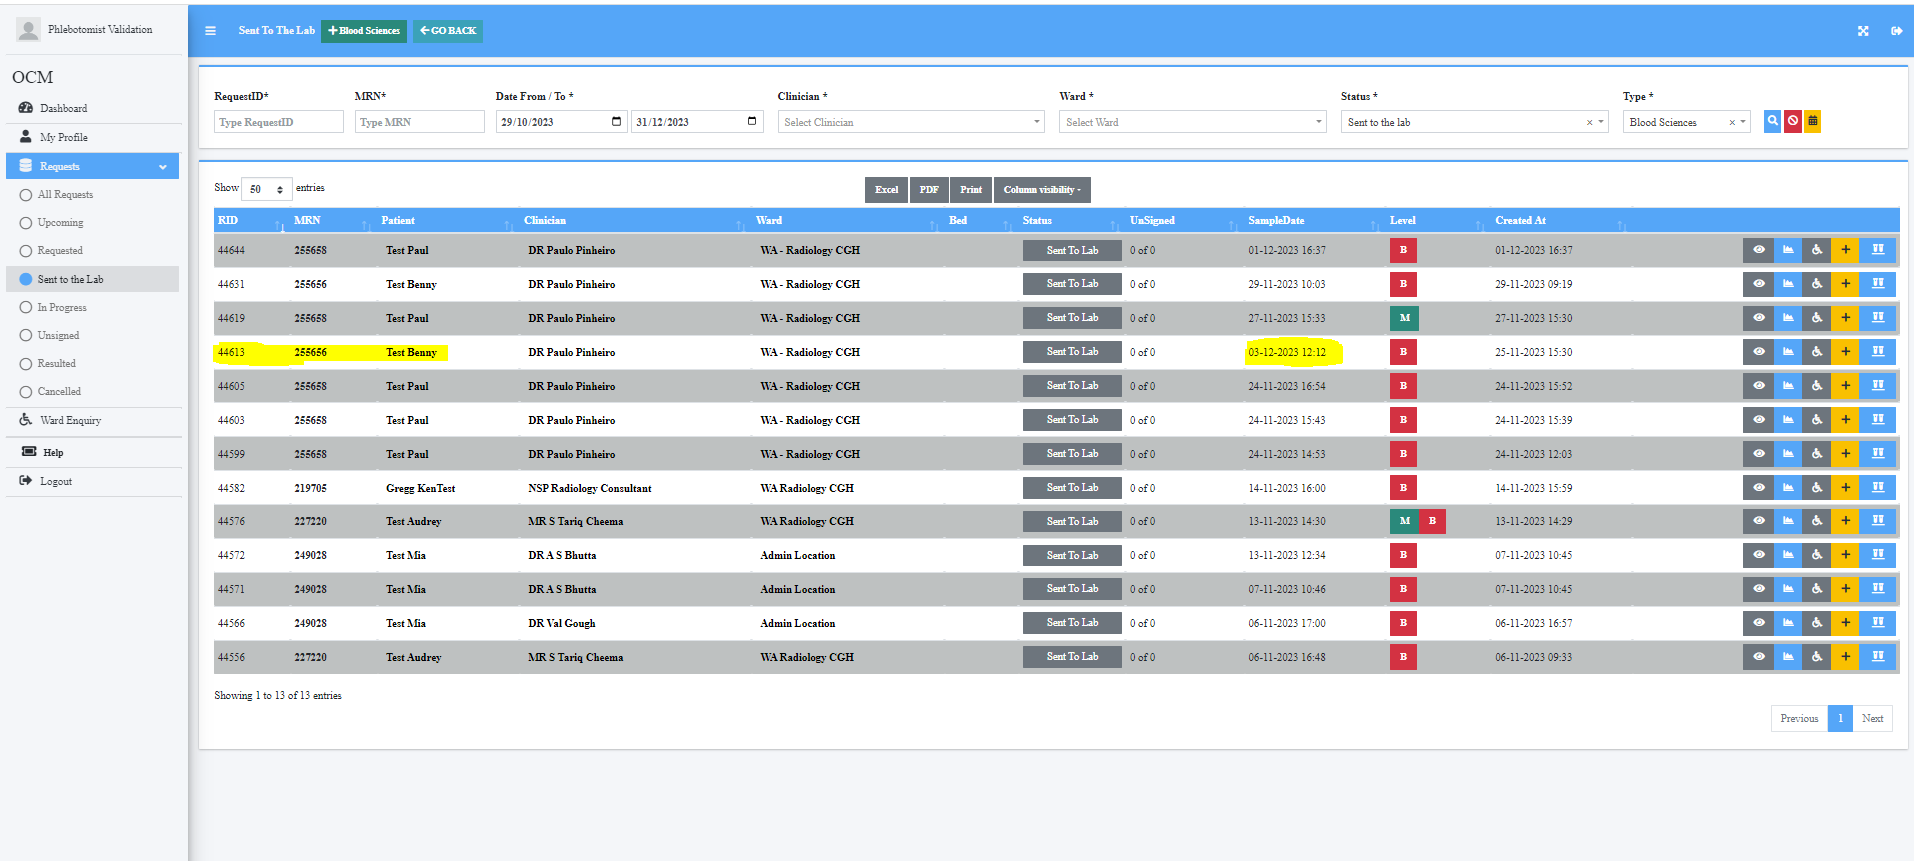 Phlebotomist Validation
OCM
Dashboard
My Profile
Requests
All Requests
Upcoming
Requested
Sent to the Lab
In Progress
Unsigned
Resulted
Cancelled
Ward Enquiry
Help
Logout
Sent To The Lab +Blood Sciences GO BACK
RequestID* MRN* Date From / To * Clinician * Ward * Status * Type *
Type RequestID Type MRN 29/10/2023 31/12/2023 Select Clinician Select Ward Sent to the lab × Blood Sciences ×
Show 50 entries Excel PDF Print Column visibility
RID MRN Patient Clinician Ward Bed Status UnSigned SampleDate Level Created At
44644 255658 Test Paul DR Paulo Pinheiro WA - Radiology CGH Sent To Lab 0 of 0 01-12-2023 16:37 B 01-12-2023 16:37
44631 255656 Test Benny DR Paulo Pinheiro WA - Radiology CGH Sent To Lab 0 of 0 29-11-2023 10:03 B 29-11-2023 09:19
44619 255658 Test Paul DR Paulo Pinheiro WA - Radiology CGH Sent To Lab 0 of 0 27-11-2023 15:33 M 27-11-2023 15:30
44613 255656 Test Benny DR Paulo Pinheiro WA - Radiology CGH Sent To Lab 0 of 0 03-12-2023 12:12 B 25-11-2023 15:30
44605 255658 Test Paul DR Paulo Pinheiro WA - Radiology CGH Sent To Lab 0 of 0 24-11-2023 16:54 B 24-11-2023 15:52
44603 255658 Test Paul DR Paulo Pinheiro WA - Radiology CGH Sent To Lab 0 of 0 24-11-2023 15:43 B 24-11-2023 15:39
44599 255658 Test Paul DR Paulo Pinheiro WA - Radiology CGH Sent To Lab 0 of 0 24-11-2023 14:53 B 24-11-2023 12:03
44582 219705 Gregg KenTest NSP Radiology Consultant WA Radiology CGH Sent To Lab 0 of 0 14-11-2023 16:00 B 14-11-2023 15:59
44576 227220 Test Audrey MR S Tariq Cheema WA Radiology CGH Sent To Lab 0 of 0 13-11-2023 14:30 M B 13-11-2023 14:29
44572 249028 Test Mia DR A S Bhutta Admin Location Sent To Lab 0 of 0 13-11-2023 12:34 B 07-11-2023 10:45
44571 249028 Test Mia DR A S Bhutta Admin Location Sent To Lab 0 of 0 07-11-2023 10:46 B 07-11-2023 10:45
44566 249028 Test Mia DR Val Gough Admin Location Sent To Lab 0 of 0 06-11-2023 17:00 B 06-11-2023 16:57
44556 227220 Test Audrey MR S Tariq Cheema WA Radiology CGH Sent To Lab 0 of 0 06-11-2023 16:48 B 06-11-2023 09:33
Showing 1 to 13 of 13 entries
Previous 1 Next